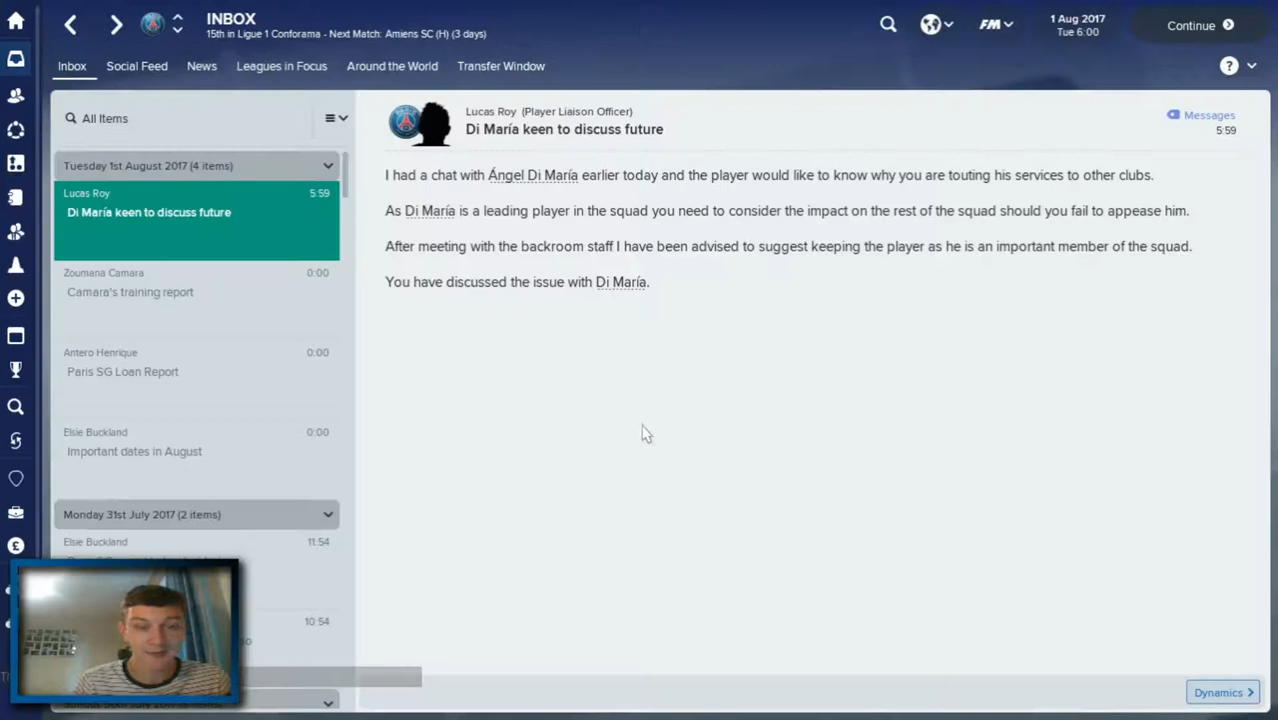 INBOX
15th in Ligue 1 Conforama - Next Match: Amiens SC (H) (3 days)
FM
1 Aug 2017
Tue 6:00
Continue
Inbox
Social Feed
News
Leagues in Focus
Around the World
Transfer Window
?
All Items
Tuesday 1st August 2017 (4 items)
Lucas Roy 5:59
Di María keen to discuss future
Zoumana Camara 0:00
Camara's training report
Antero Henrique 0:00
Paris SG Loan Report
Elsie Buckland 0:00
Important dates in August
Monday 31st July 2017 (2 items)
Elsie Buckland 11:54
10:54
Lucas Roy (Player Liaison Officer)
Di María keen to discuss future
Messages
5:59
I had a chat with Ángel Di María earlier today and the player would like to know why you are touting his services to other clubs.
As Di María is a leading player in the squad you need to consider the impact on the rest of the squad should you fail to appease him.
After meeting with the backroom staff I have been advised to suggest keeping the player as he is an important member of the squad.
You have discussed the issue with Di María.
Dynamics